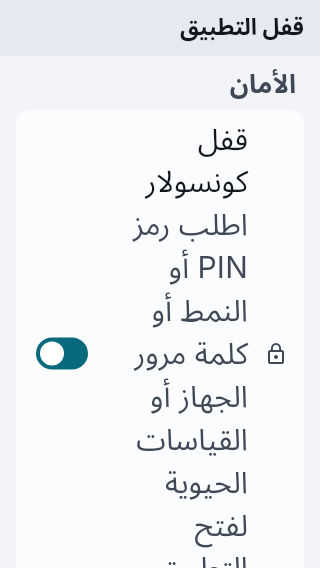 قفل التطبيق
الأمان
قفل
كونسولار
اطلب رمز
PIN أو
النمط أو
كلمة مرور
الجهاز أو
القياسات
الحيوية
لفتح